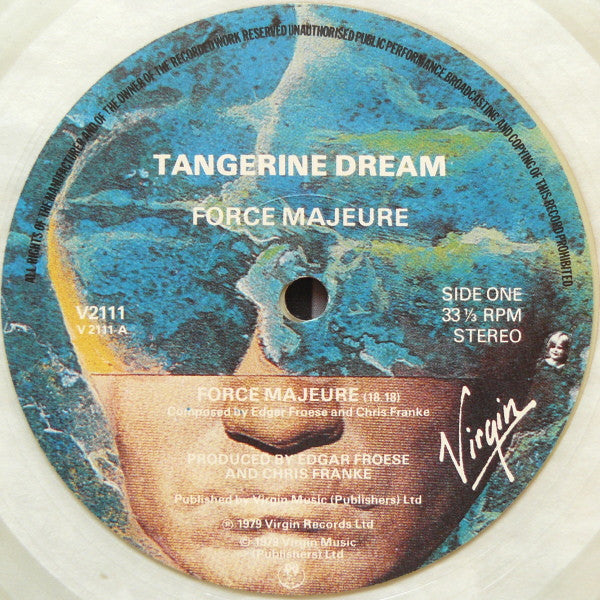 ALL RIGHTS OF THE MANUFACTURER AND OF THE OWNER OF THE RECORDED WORK RESERVED UNAUTHORISED PUBLIC PERFORMANCE BROADCASTING AND COPYING OF THIS RECORD PROHIBITED
TANGERINE DREAM
FORCE MAJEURE
V2111
V 2111-A
SIDE ONE
33 ⅓ RPM
STEREO
FORCE MAJEURE (18.18)
Composed by Edgar Froese and Chris Franke
Virgin
PRODUCED BY EDGAR FROESE
AND CHRIS FRANKE
Published by Virgin Music (Publishers) Ltd
℗ 1979 Virgin Records Ltd
© 1979 Virgin Music
(Publishers) Ltd